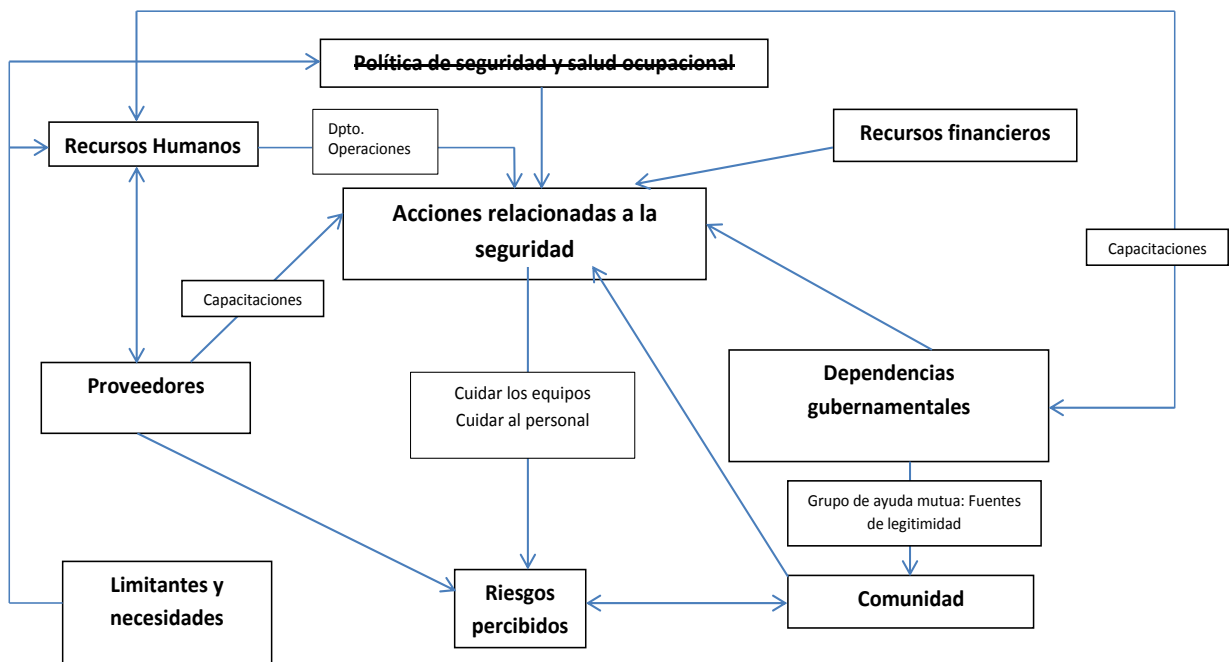 Política de seguridad y salud ocupacional
Recursos Humanos
Dpto.
Operaciones
Recursos financieros
Acciones relacionadas a la
seguridad
Capacitaciones
Capacitaciones
Proveedores
Cuidar los equipos
Cuidar al personal
Dependencias
gubernamentales
Grupo de ayuda mutua: Fuentes
de legitimidad
Limitantes y
necesidades
Riesgos
percibidos
Comunidad